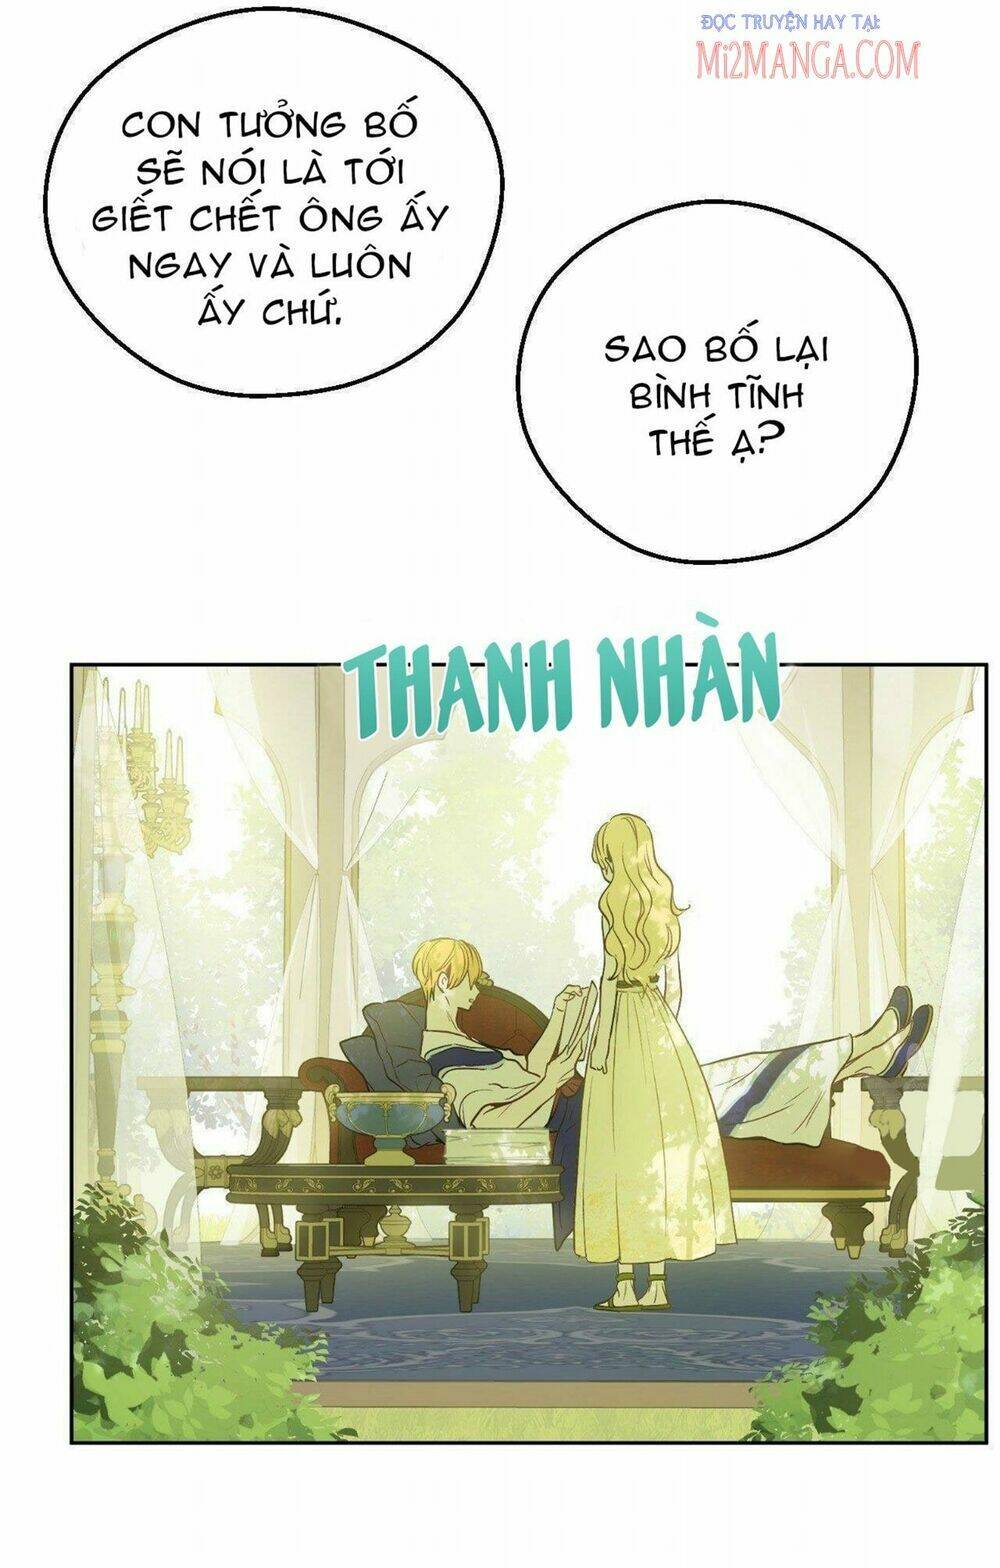 ĐỌC TRUYỆN HAY TẠI:
MI2MANGA.COM
CON TƯỞNG BỐ
SẼ NÓI LÀ TỚI
GIẾT CHẾT ÔNG ẤY
NGAY VÀ LUÔN
ẤY CHỨ.
SAO BỐ LẠI
BÌNH TĨNH
THẾ Ạ?
THANH NHÀN